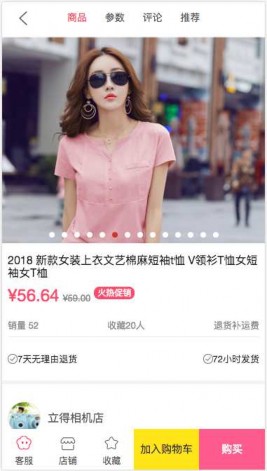 商品 参数 评论 推荐
2018 新款女装上衣文艺棉麻短袖t恤 V领衫T恤女短
袖女T桖
¥56.64 ¥69.00 火热促销
销量 52 收藏20人 退货补运费
7天无理由退货 72小时发货
立得相机店
客服 店铺 收藏 加入购物车 购买